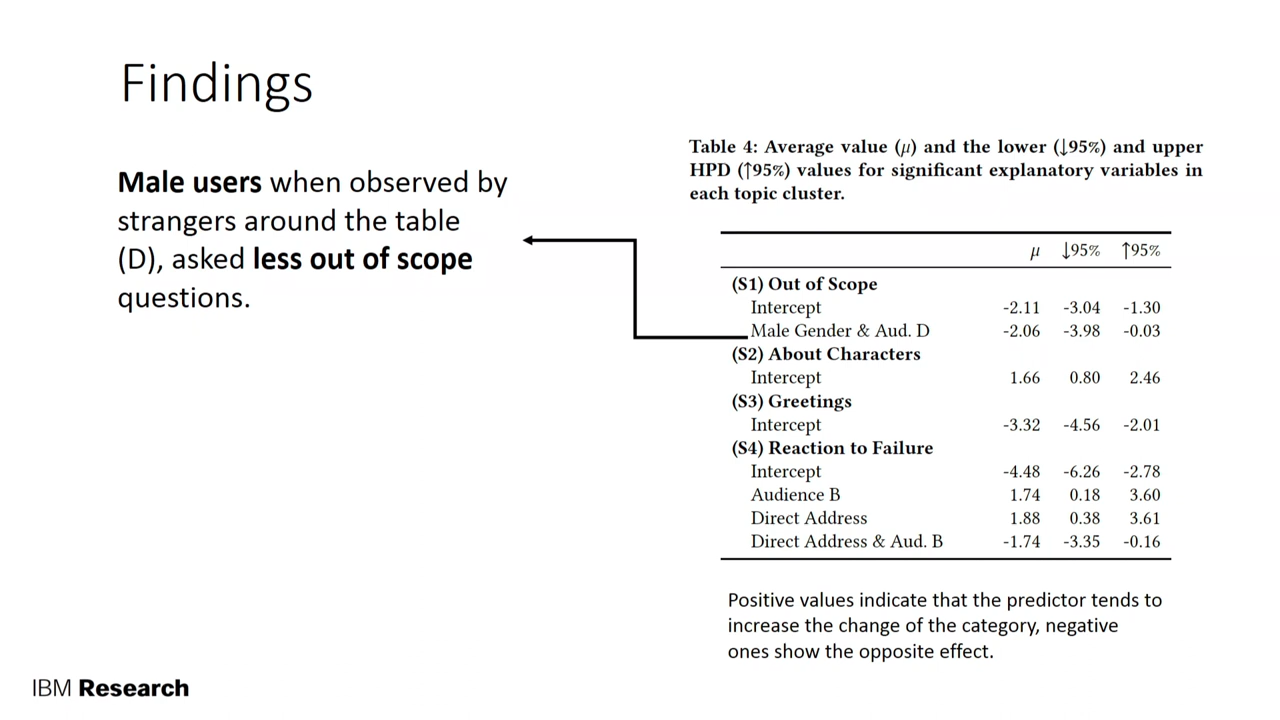 Findings
Male users when observed by
strangers around the table
(D), asked less out of scope
questions.
Table 4: Average value (μ) and the lower (↓95%) and upper
HPD (↑95%) values for significant explanatory variables in
each topic cluster.
μ ↓95% ↑95%
(S1) Out of Scope
Intercept -2.11 -3.04 -1.30
Male Gender & Aud. D -2.06 -3.98 -0.03
(S2) About Characters
Intercept 1.66 0.80 2.46
(S3) Greetings
Intercept -3.32 -4.56 -2.01
(S4) Reaction to Failure
Intercept -4.48 -6.26 -2.78
Audience B 1.74 0.18 3.60
Direct Address 1.88 0.38 3.61
Direct Address & Aud. B -1.74 -3.35 -0.16
Positive values indicate that the predictor tends to
increase the change of the category, negative
ones show the opposite effect.
IBM Research